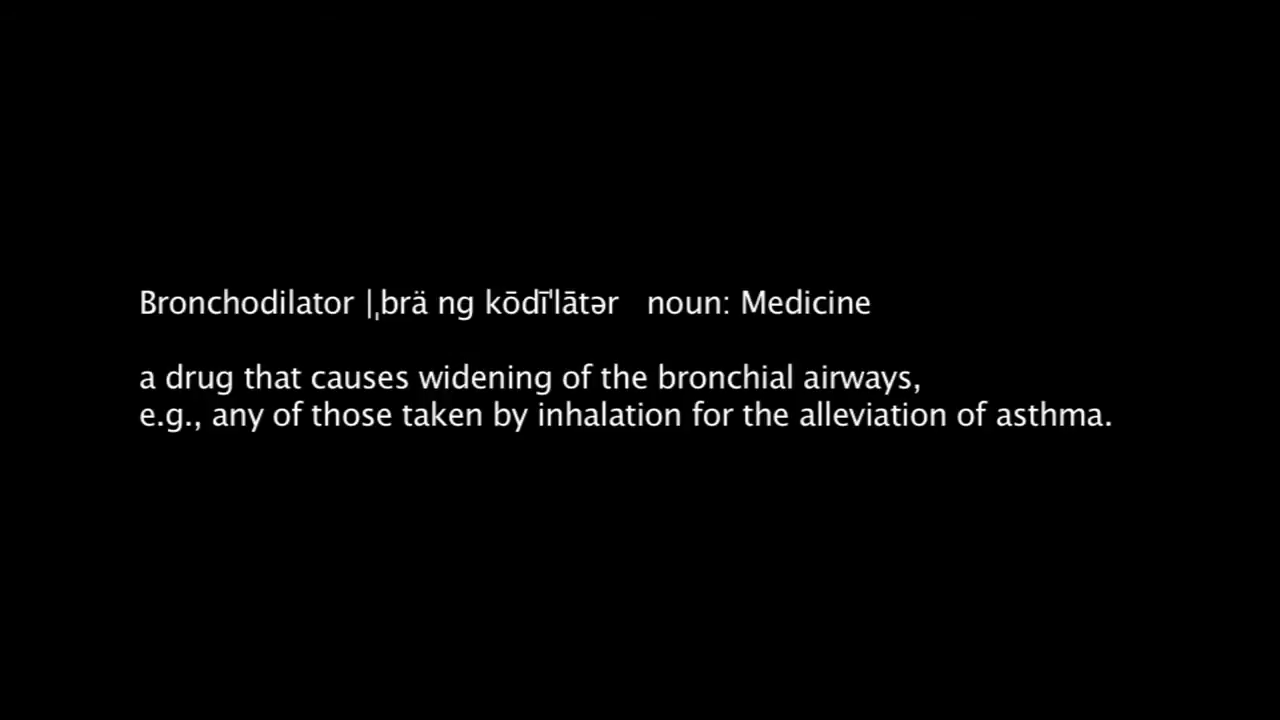 Bronchodilator |ˌbrä ng kōdīˈlātər noun: Medicine
a drug that causes widening of the bronchial airways,
e.g., any of those taken by inhalation for the alleviation of asthma.